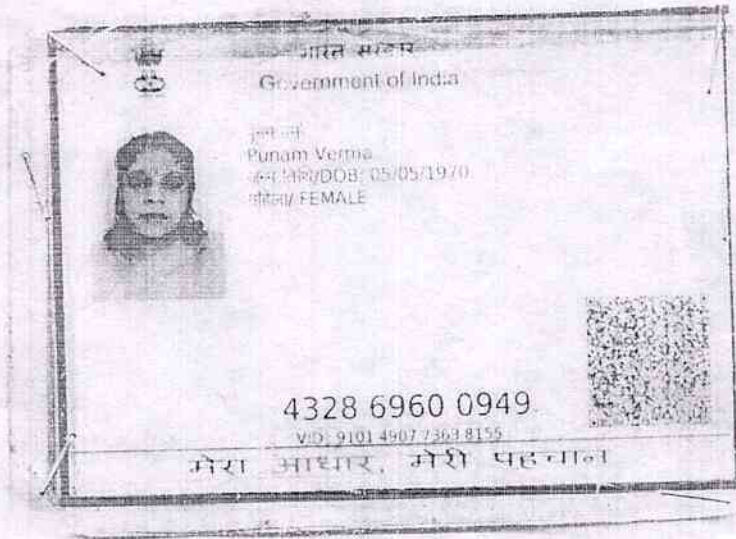 भारत सरकार
Government of India
Punam Verma
DOB: 05/05/1970
FEMALE
4328 6960 0949
VID: 9101 4907 7363 8155
मेरा आधार, मेरी पहचान